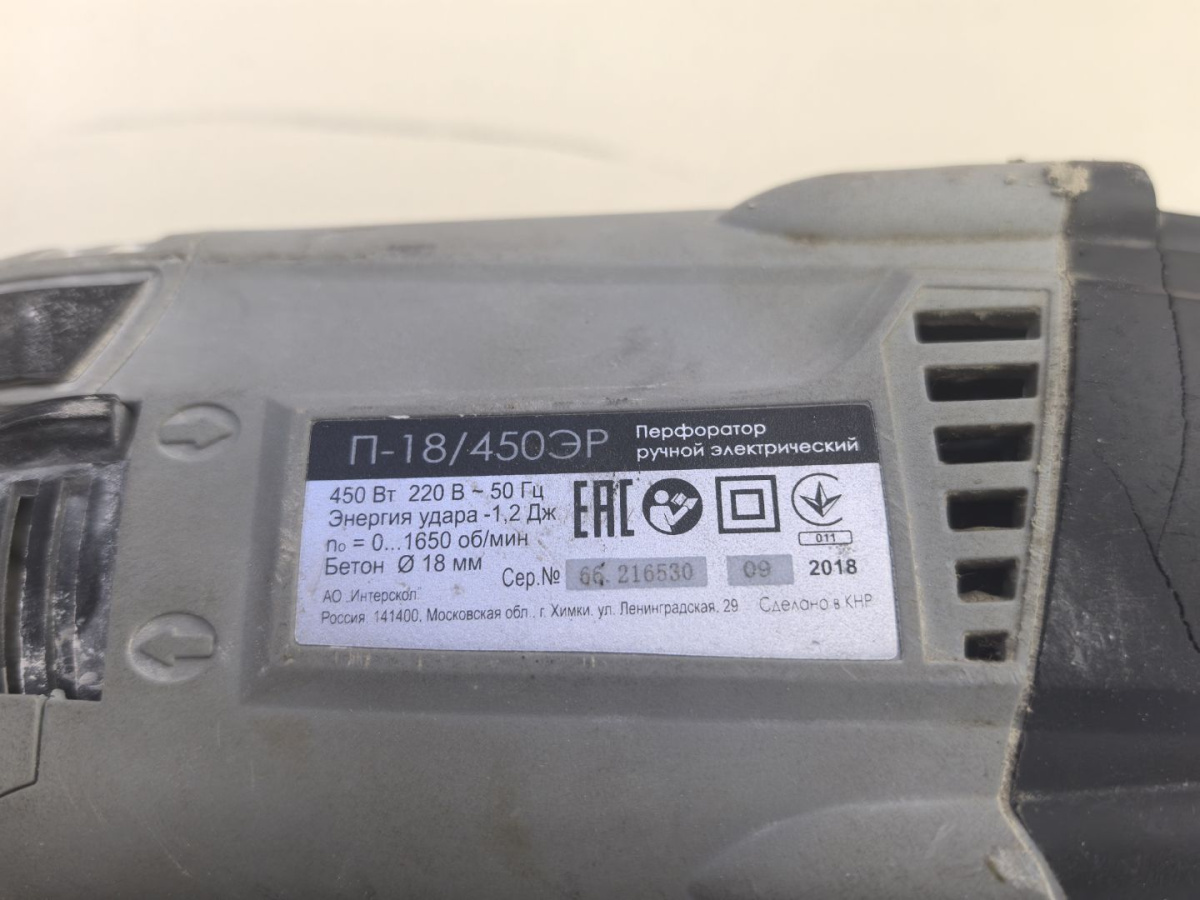 П-18/450ЭР
Перфоратор
ручной электрический
450 Вт 220 В ~ 50 Гц
Энергия удара -1,2 Дж
n₀ = 0...1650 об/мин
Бетон Ø 18 мм
EAC
011
Сер.№ 66 216530 09 2018
АО „Интерскол"
Россия, 141400, Московская обл., г. Химки, ул. Ленинградская, 29 Сделано в КНР